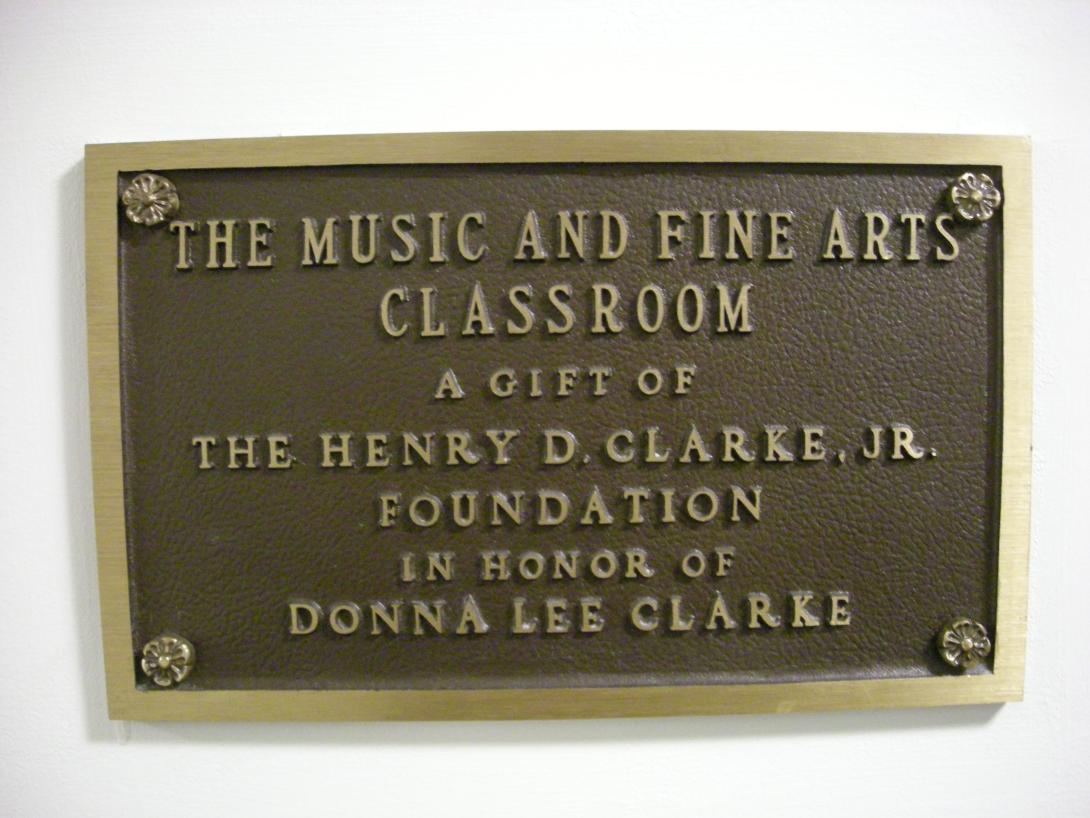 THE MUSIC AND FINE ARTS
CLASSROOM
A GIFT OF
THE HENRY D. CLARKE, JR.
FOUNDATION
IN HONOR OF
DONNA LEE CLARKE